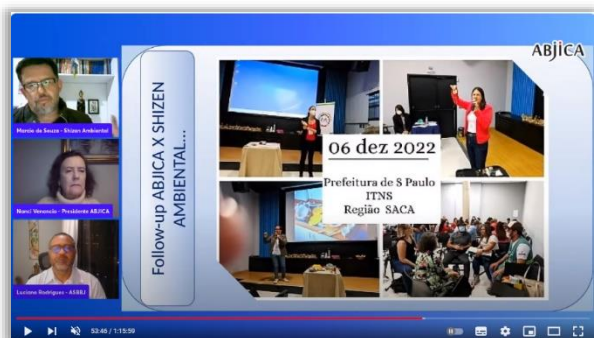 ABJICA
Follow-up ABJICA X SHIZEN
AMBIENTAL...
06 dez 2022
Prefeitura de S Paulo
ITNS
Região SACA
Marcio de Souza - Shizen Ambiental
Nanci Venancio - Presidente ABJICA
Luciano Rodrigues - ASBBJ
53:46 / 1:15:59